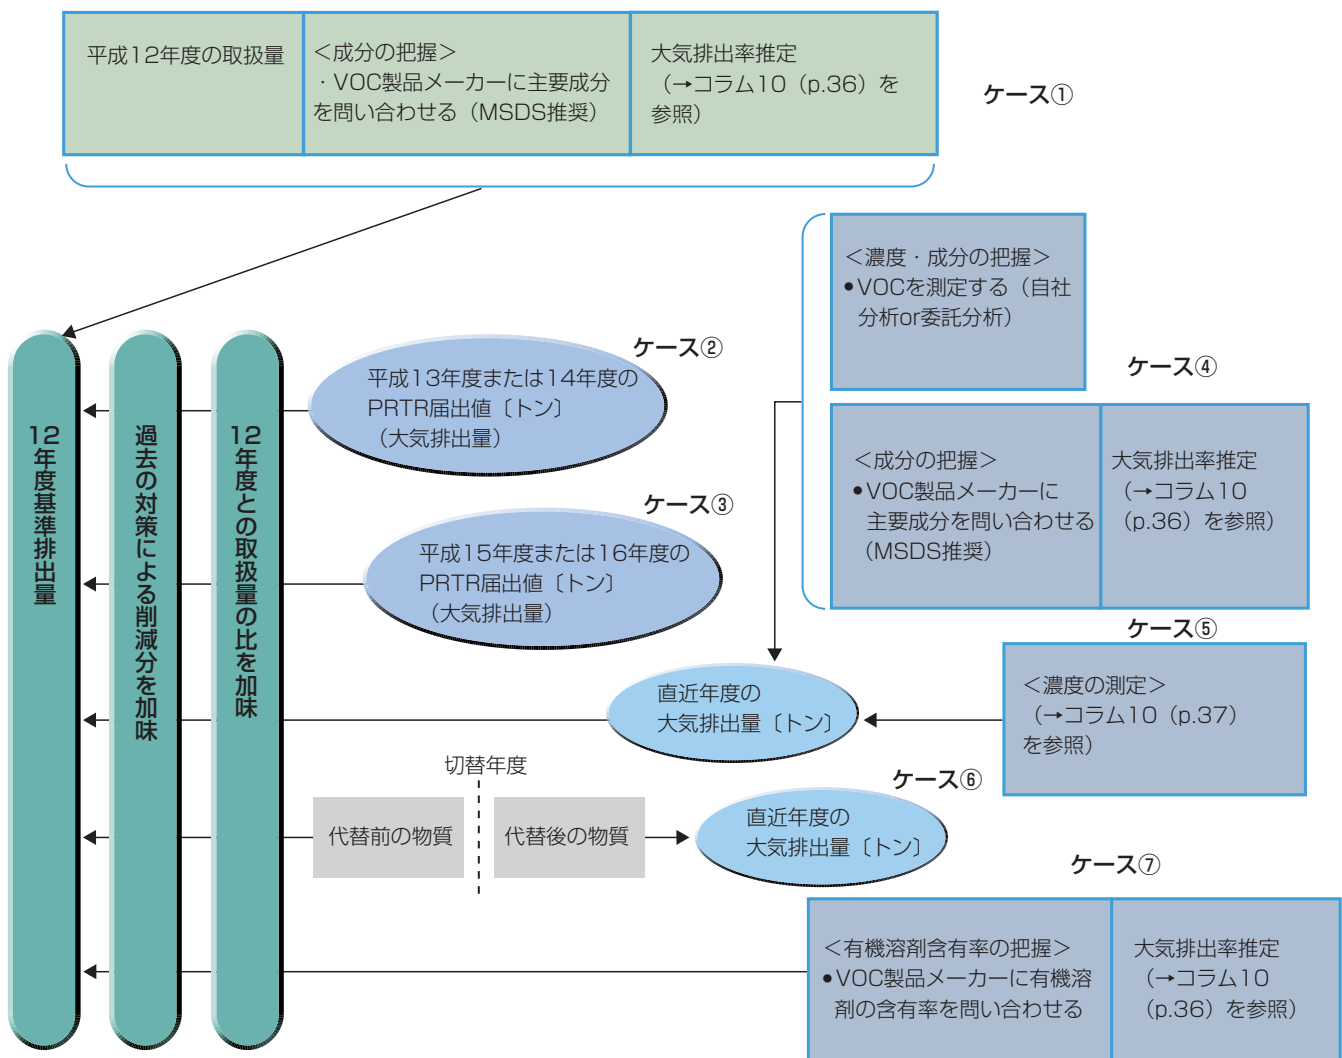 平成12年度の取扱量
＜成分の把握＞
・VOC製品メーカーに主要成分
を問い合わせる（MSDS推奨）
大気排出率推定
（→コラム10（p.36）を
参照）
ケース①
＜濃度・成分の把握＞
●VOCを測定する（自社
分析or委託分析）
ケース②
平成13年度または14年度の
PRTR届出値〔トン〕
（大気排出量）
ケース④
12年度基準排出量
過去の対策による削減分を加味
12年度との取扱量の比を加味
＜成分の把握＞
●VOC製品メーカーに
主要成分を問い合わせる
（MSDS推奨）
大気排出率推定
（→コラム10
（p.36）を参照）
ケース③
平成15年度または16年度の
PRTR届出値〔トン〕
（大気排出量）
ケース⑤
＜濃度の測定＞
（→コラム10（p.37）
を参照）
直近年度の
大気排出量〔トン〕
切替年度
代替前の物質
代替後の物質
ケース⑥
直近年度の
大気排出量〔トン〕
ケース⑦
＜有機溶剤含有率の把握＞
●VOC製品メーカーに有機溶
剤の含有率を問い合わせる
大気排出率推定
（→コラム10
（p.36）を参照）